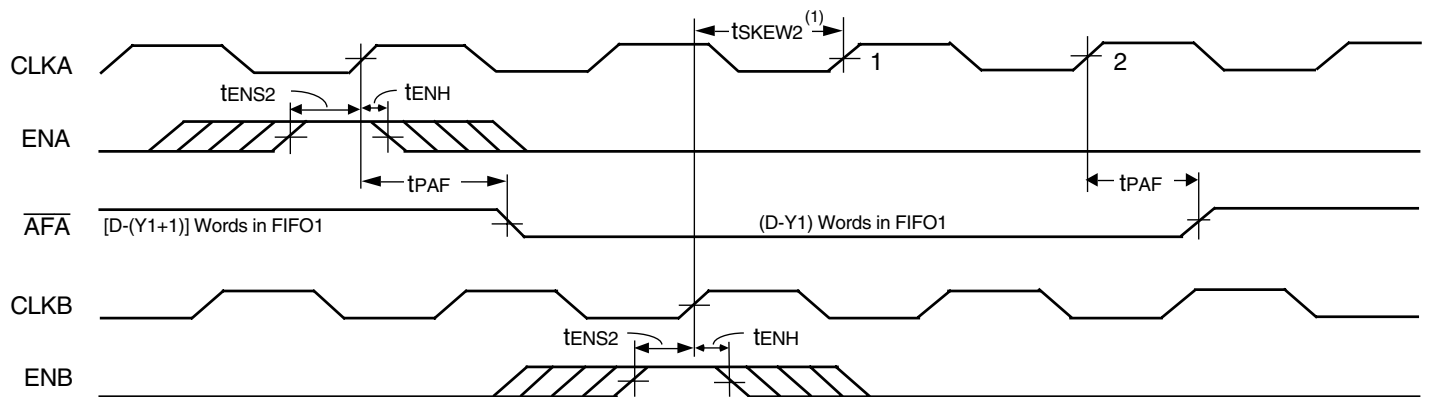 tSKEW2(1)
CLKA 1 2
tENS2 tENH
ENA
tPAF tPAF
AFA [D-(Y1+1)] Words in FIFO1 (D-Y1) Words in FIFO1
CLKB
tENS2 tENH
ENB